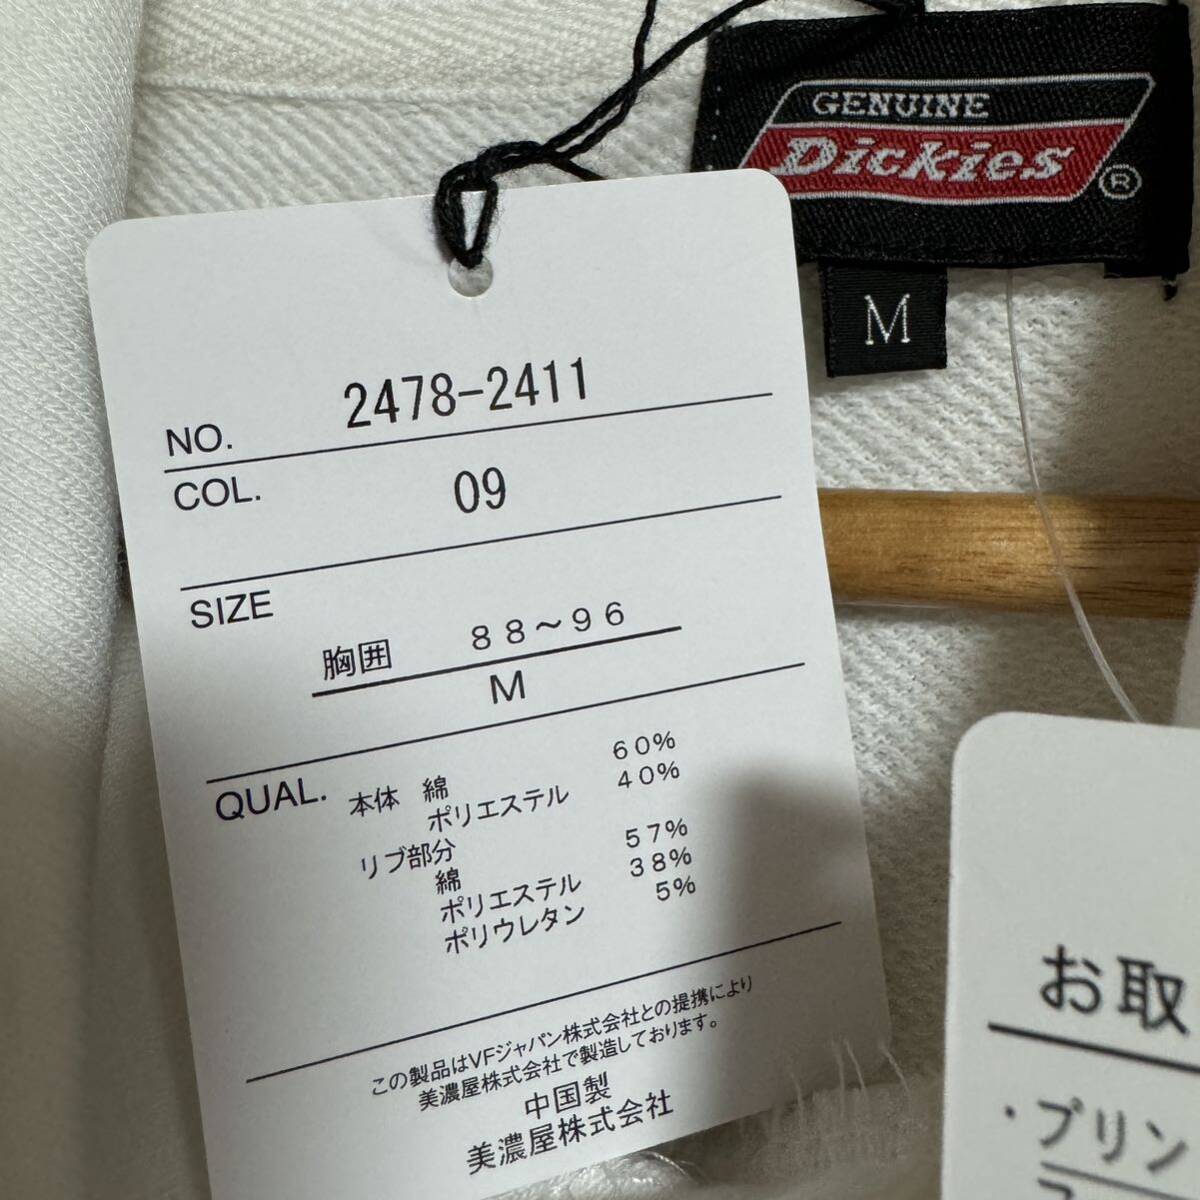 GENUINE
Dickies®
M
NO. 2478-2411
COL. 09
SIZE
胸囲 88～96
M
QUAL. 本体 綿 60%
ポリエステル 40%
リブ部分
綿 57%
ポリエステル 38%
ポリウレタン 5%
この製品はVFジャパン株式会社との提携により
美濃屋株式会社で製造しております。
中国製
美濃屋株式会社
お取
・プリン